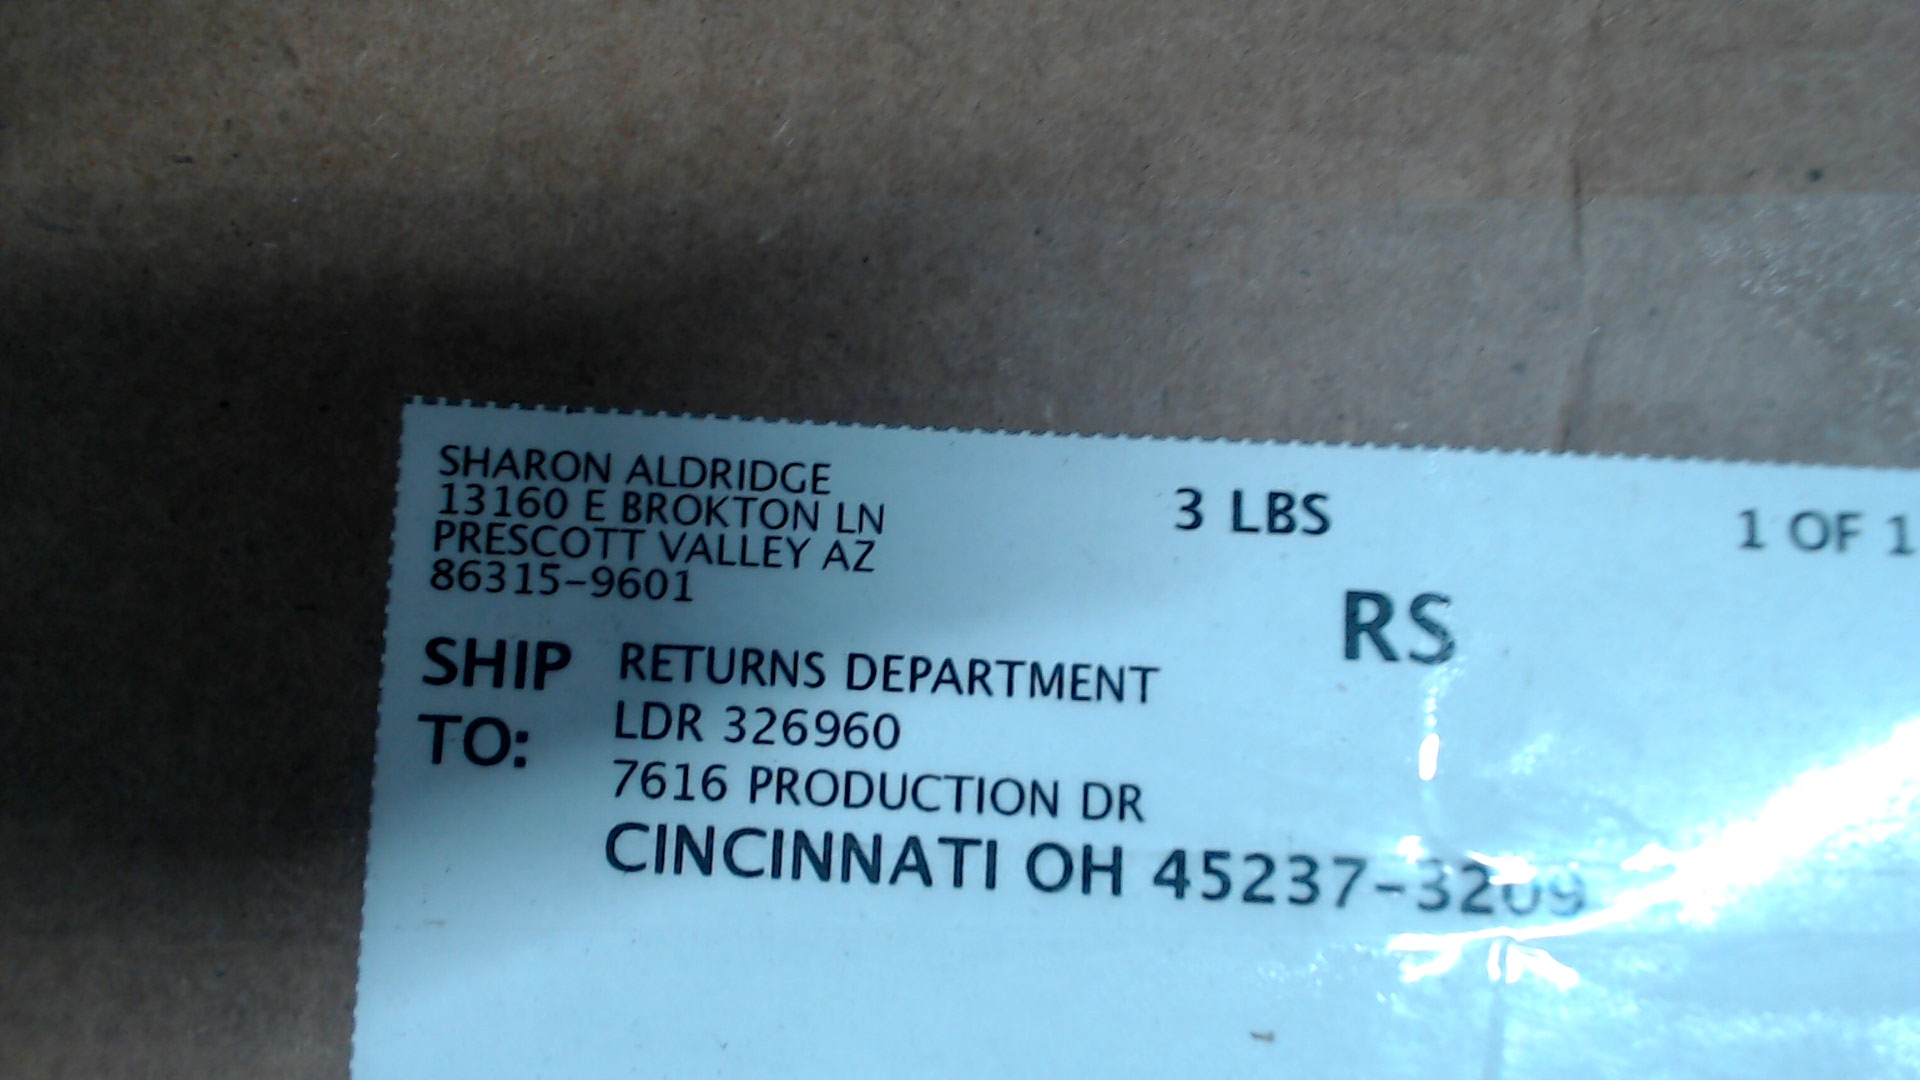 SHARON ALDRIDGE
13160 E BROKTON LN
PRESCOTT VALLEY AZ
86315-9601
3 LBS
1 OF 1
RS
SHIP TO:
RETURNS DEPARTMENT
LDR 326960
7616 PRODUCTION DR
CINCINNATI OH 45237-3209